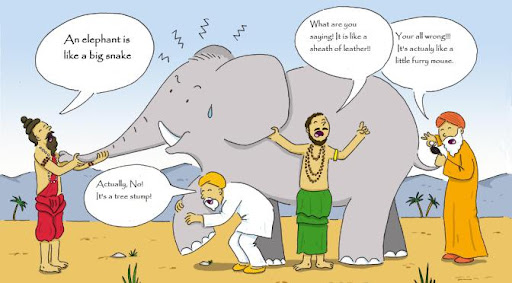 An elephant is
like a big snake
What are you
saying! It is like a
sheath of leather!!
Your all wrong!!!
It's actualy like a
little furry mouse.
Actually, No!
It's a tree stump!